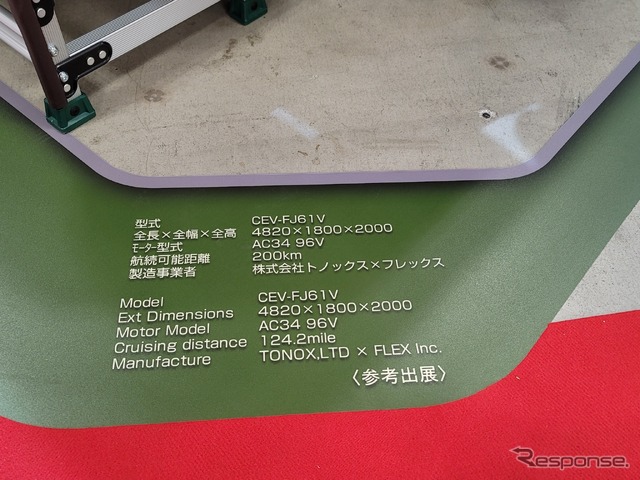 型式 CEV-FJ61V
全長×全幅×全高 4820×1800×2000
ﾓｰﾀｰ型式 AC34 96V
航続可能距離 200km
製造事業者 株式会社トノックス×フレックス
Model CEV-FJ61V
Ext Dimensions 4820×1800×2000
Motor Model AC34 96V
Cruising distance 124.2mile
Manufacture TONOX,LTD × FLEX Inc.
〈参考出展〉
Response.